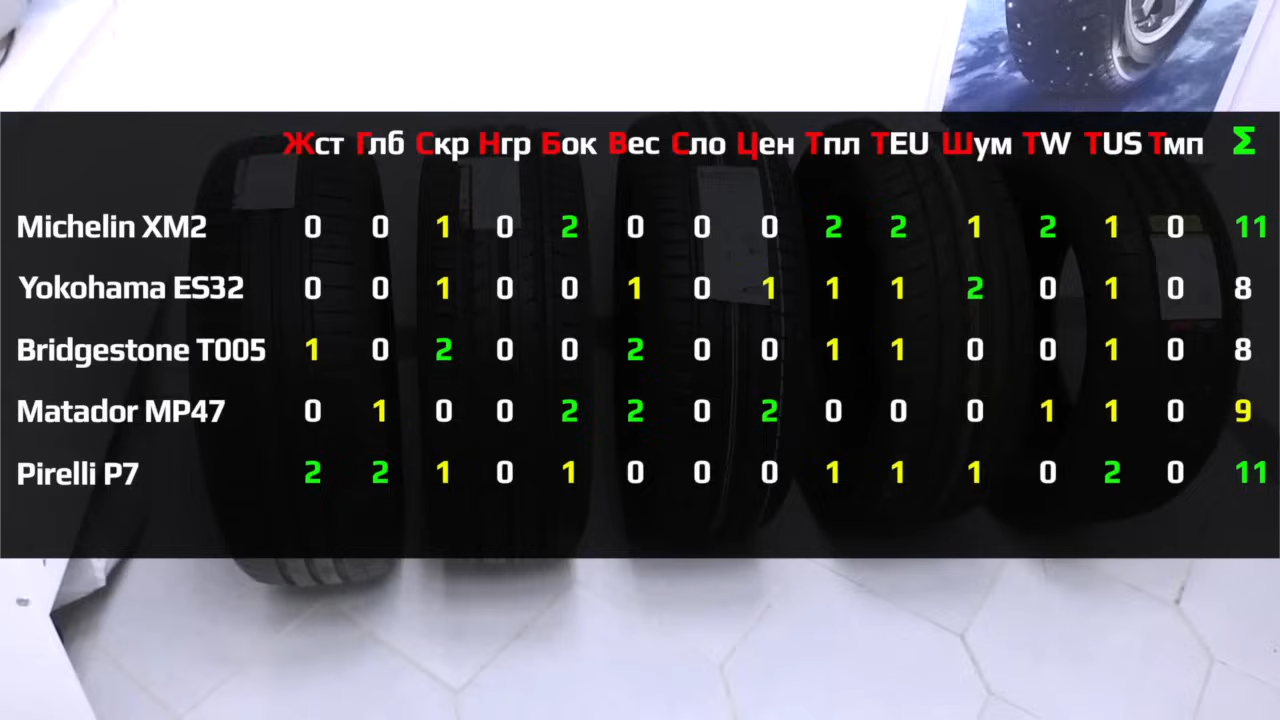 Жст Глб Скр Нгр Бок Вес Сло Цен Тпл TEU Шум TW TUS Тмп Σ
Michelin XM2 0 0 1 0 2 0 0 0 2 2 1 2 1 0 11
Yokohama ES32 0 0 1 0 0 1 0 1 1 1 2 0 1 0 8
Bridgestone T005 1 0 2 0 0 2 0 0 1 1 0 0 1 0 8
Matador MP47 0 1 0 0 2 2 0 2 0 0 0 1 1 0 9
Pirelli P7 2 2 1 0 1 0 0 0 1 1 1 0 2 0 11